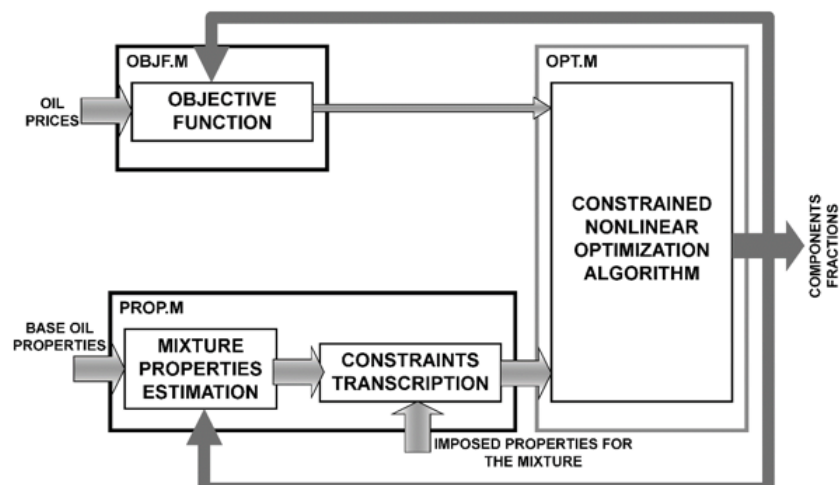 OBJF.M
OIL
PRICES
OBJECTIVE
FUNCTION
OPT.M
CONSTRAINED
NONLINEAR
OPTIMIZATION
ALGORITHM
COMPONENTS
FRACTIONS
PROP.M
BASE OIL
PROPERTIES
MIXTURE
PROPERTIES
ESTIMATION
CONSTRAINTS
TRANSCRIPTION
IMPOSED PROPERTIES FOR
THE MIXTURE